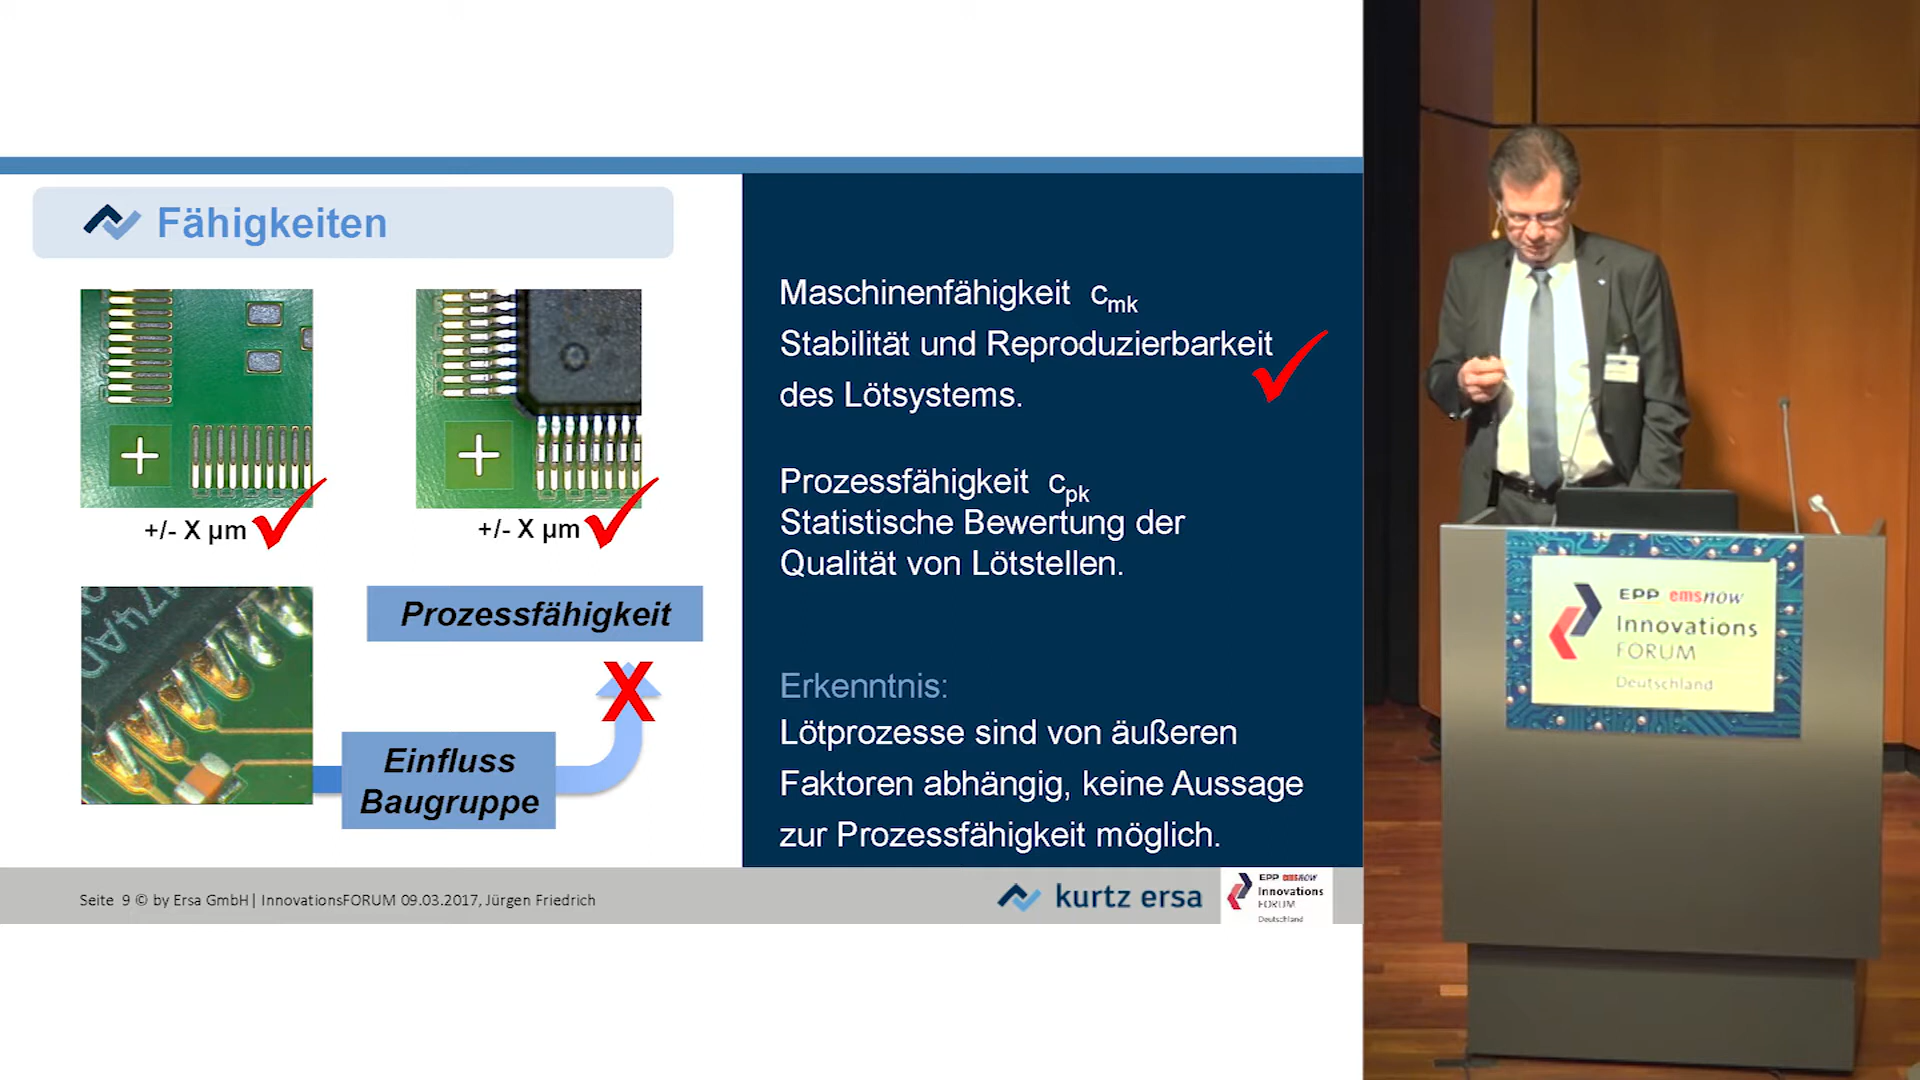 Fähigkeiten
+/- X µm
+/- X µm
Prozessfähigkeit
Einfluss
Baugruppe
Maschinenfähigkeit cmk
Stabilität und Reproduzierbarkeit
des Lötsystems.
Prozessfähigkeit cpk
Statistische Bewertung der
Qualität von Lötstellen.
Erkenntnis:
Lötprozesse sind von äußeren
Faktoren abhängig, keine Aussage
zur Prozessfähigkeit möglich.
Seite 9 © by Ersa GmbH| InnovationsFORUM 09.03.2017, Jürgen Friedrich
kurtz ersa
EPP emsnow
Innovations
FORUM
Deutschland
EPP emsnow
Innovations
FORUM
Deutschland